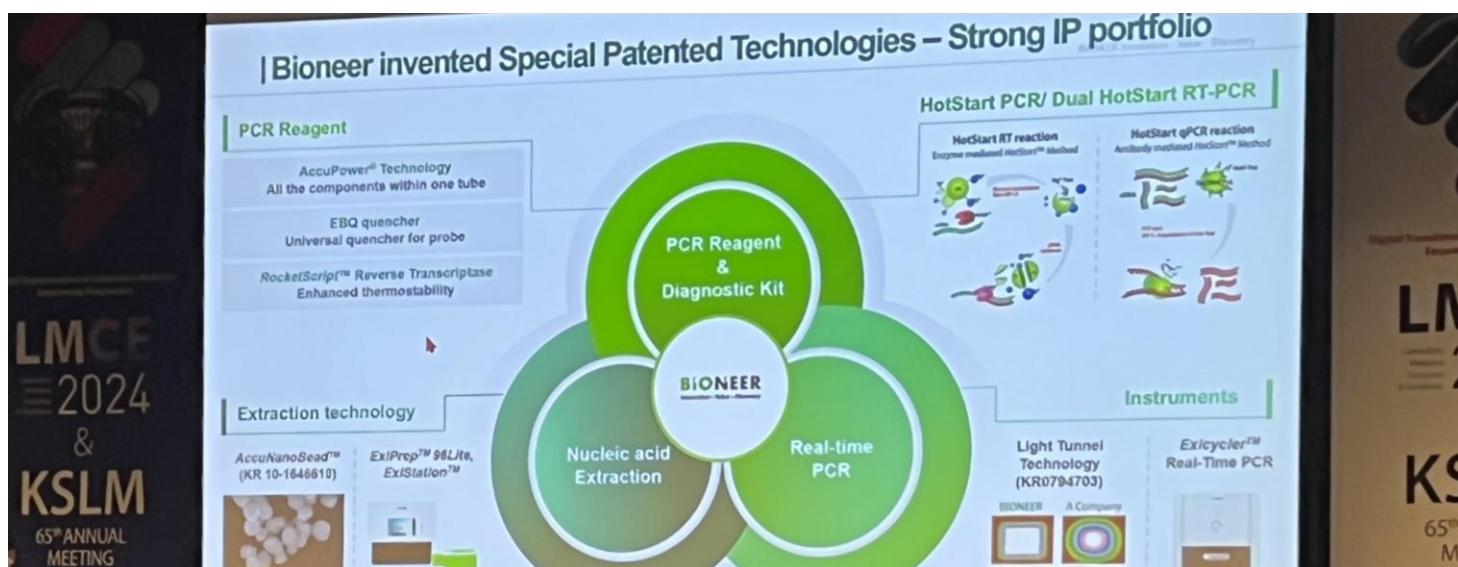 | Bioneer invented Special Patented Technologies – Strong IP portfolio
PCR Reagent
AccuPower® Technology
All the components within one tube
EBQ quencher
Universal quencher for probe
RocketScript™ Reverse Transcriptase
Enhanced thermostability
HotStart PCR/ Dual HotStart RT-PCR
HotStart RT reaction
Enzyme mediated HotStart™ Method
HotStart qPCR reaction
Antibody mediated HotStart™ Method
PCR Reagent
&
Diagnostic Kit
BIONEER
Nucleic acid
Extraction
Real-time
PCR
Extraction technology
AccuNanoBead™
(KR 10-1646610)
ExiPrep™ 96Lite,
ExiStation™
Instruments
Light Tunnel
Technology
(KR0794703)
BIONEER
A Company
Exicycler™
Real-Time PCR
LMCE
2024
&
KSLM
65th ANNUAL
MEETING
LM
2
KS
65th
M